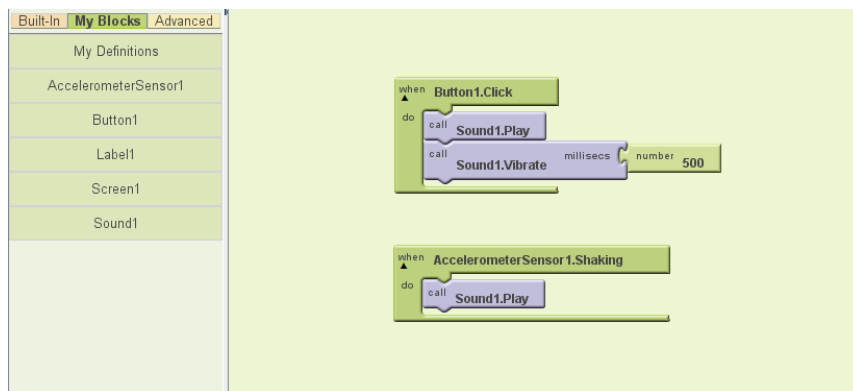 Built-In My Blocks Advanced
My Definitions
AccelerometerSensor1
Button1
Label1
Screen1
Sound1
when Button1.Click
do call Sound1.Play
call Sound1.Vibrate millisecs number 500
when AccelerometerSensor1.Shaking
do call Sound1.Play